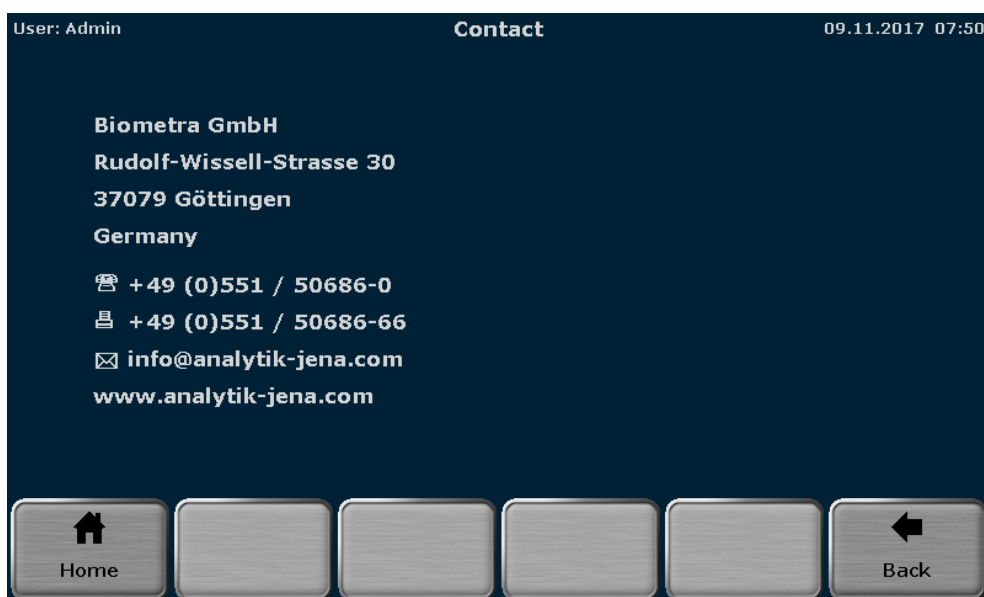 User: Admin Contact 09.11.2017 07:50
Biometra GmbH
Rudolf-Wissell-Strasse 30
37079 Göttingen
Germany
+49 (0)551 / 50686-0
+49 (0)551 / 50686-66
info@analytik-jena.com
www.analytik-jena.com
Home Back